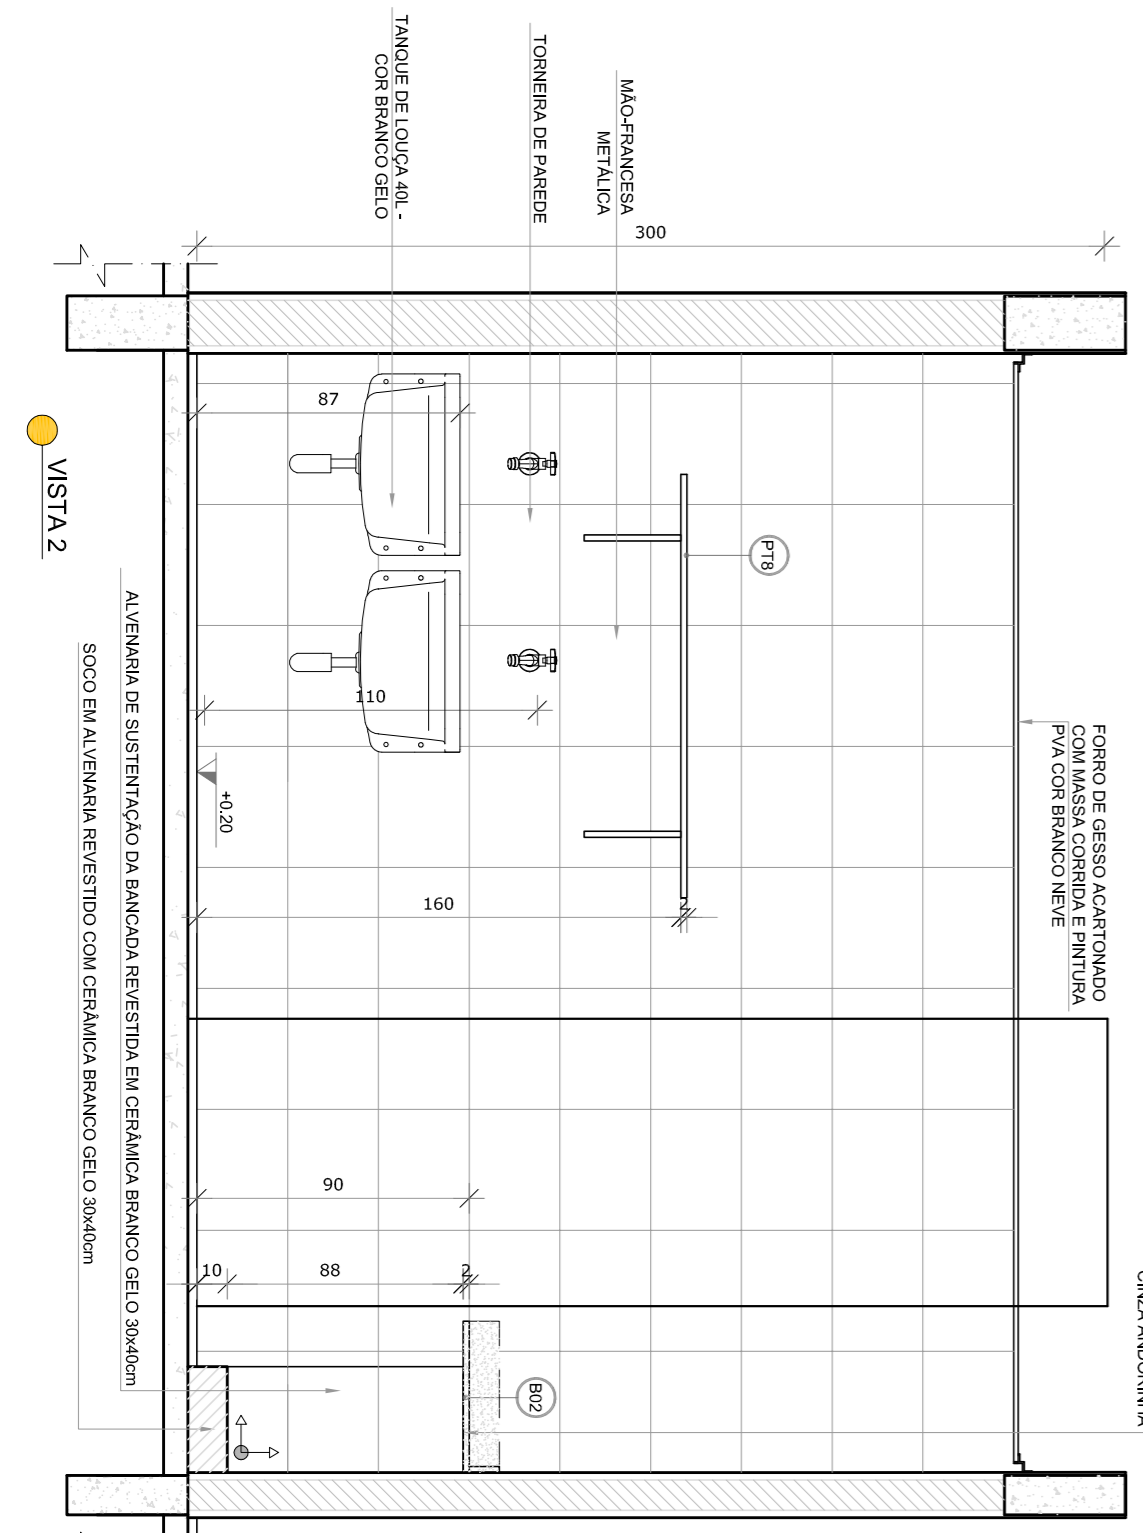 TANQUE DE LOUÇA 40L -
COR BRANCO GELO
TORNEIRA DE PAREDE
MÃO-FRANCESA
METÁLICA
300
87
110
PT8
+0.20
160
2
FORRO DE GESSO ACARTONADO
COM MASSA CORRIDA E PINTURA
PVA COR BRANCO NEVE
90
10
88
2
B02
CINZA ANDORINHA
VISTA 2
ALVENARIA DE SUSTENTAÇÃO DA BANCADA REVESTIDA EM CERÂMICA BRANCO GELO 30x40cm
SOCO EM ALVENARIA REVESTIDO COM CERÂMICA BRANCO GELO 30x40cm